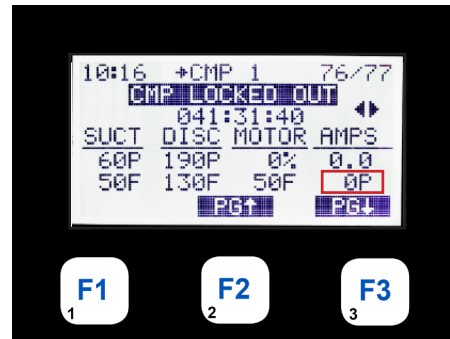 10:16 →CMP 1 76/77
CMP LOCKED OUT
041:31:40 ◀▶
SUCT DISC MOTOR AMPS
60P 190P 0% 0.0
50F 130F 50F 0P
PG↑ PG↓
F1 F2 F3
1 2 3